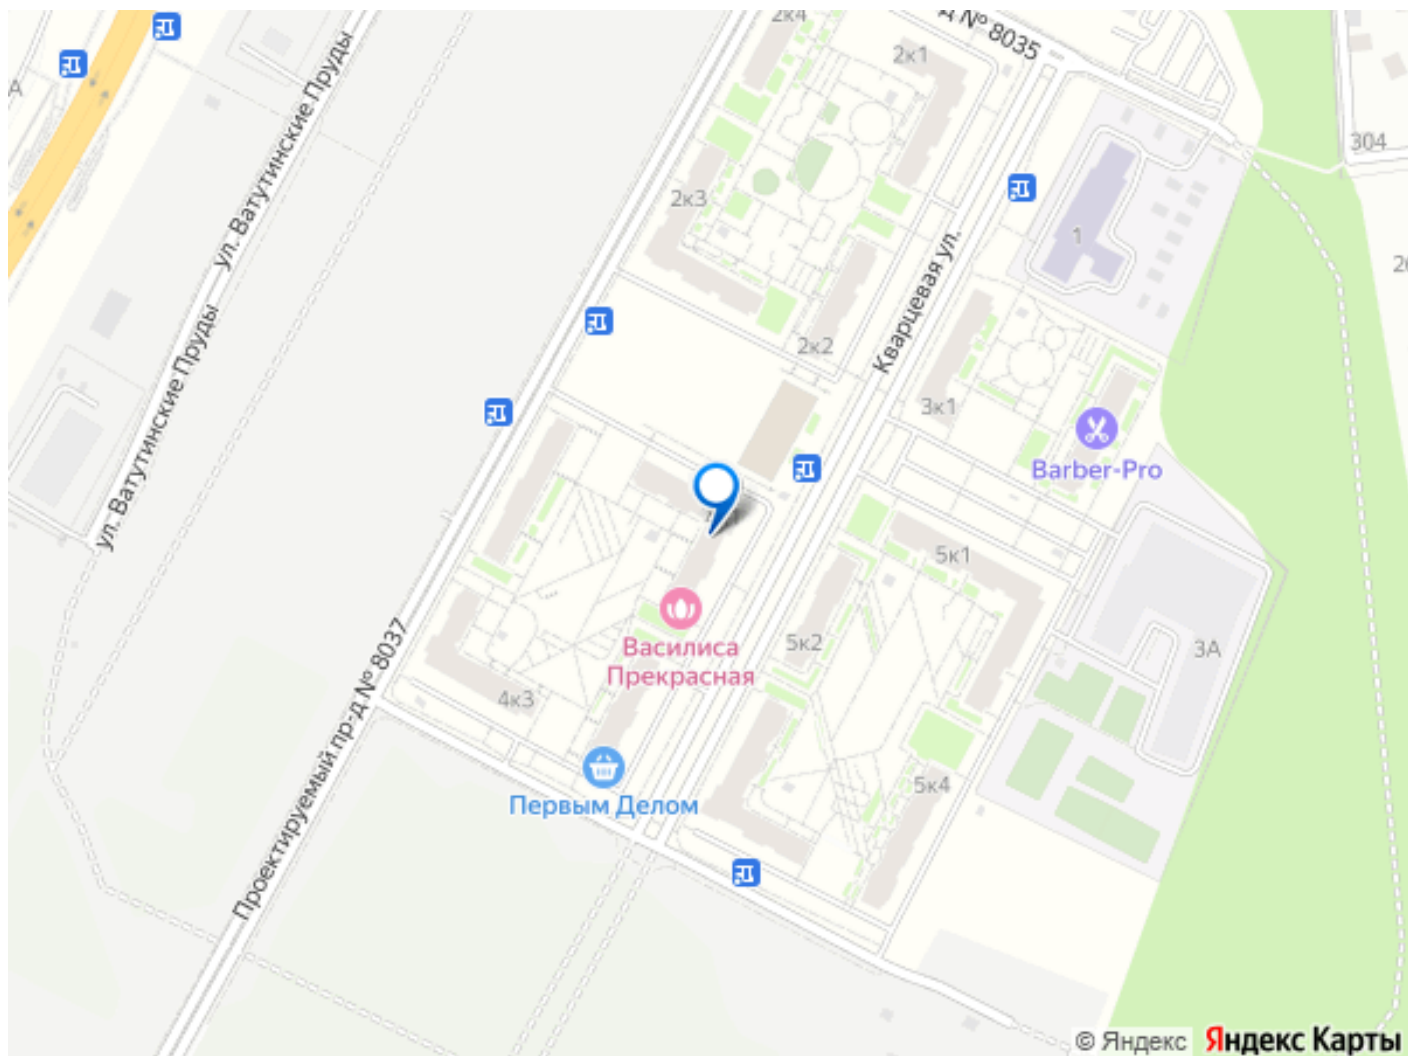 2к4
д № 8035
2к1
А
304
ул. Ватутинские Пруды
2к3
1
Кварцевая ул.
ул. Ватутинские Пруды
2к2
3к1
Barber-Pro
5к1
Василиса
Прекрасная
5к2
3А
4к3
Проектируемый пр-д № 8037
5к4
Первым Делом
© Яндекс Яндекс Карты